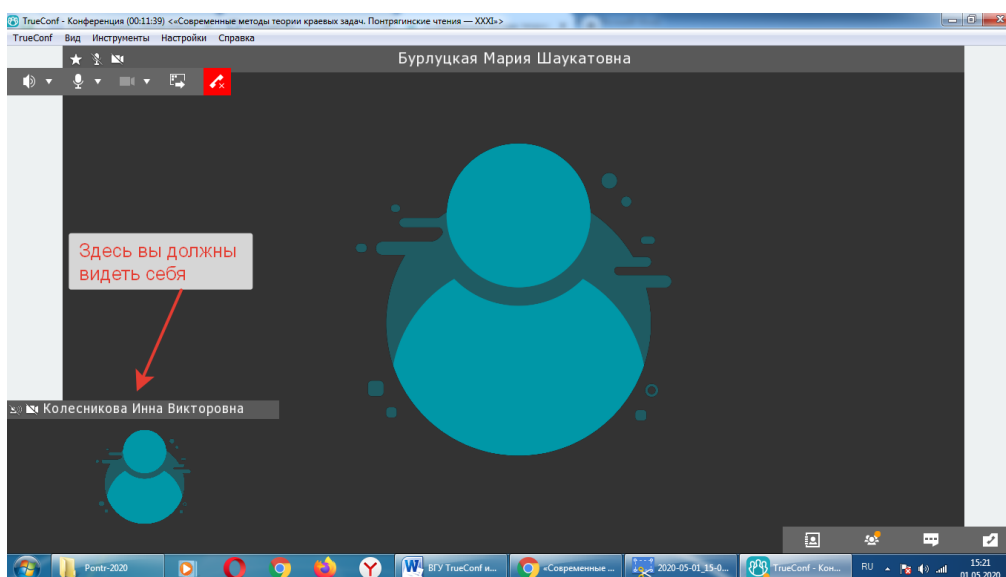 TrueConf - Конференция (00:11:39) <«Современные методы теории краевых задач. Понтрягинские чтения — XXXI»>
TrueConf Вид Инструменты Настройки Справка
Бурлуцкая Мария Шаукатовна
Здесь вы должны
видеть себя
Колесникова Инна Викторовна
Pontr-2020
ВГУ TrueConf и...
«Современные ...
2020-05-01_15-0...
TrueConf - Кон...
RU
15:21
01.05.2020